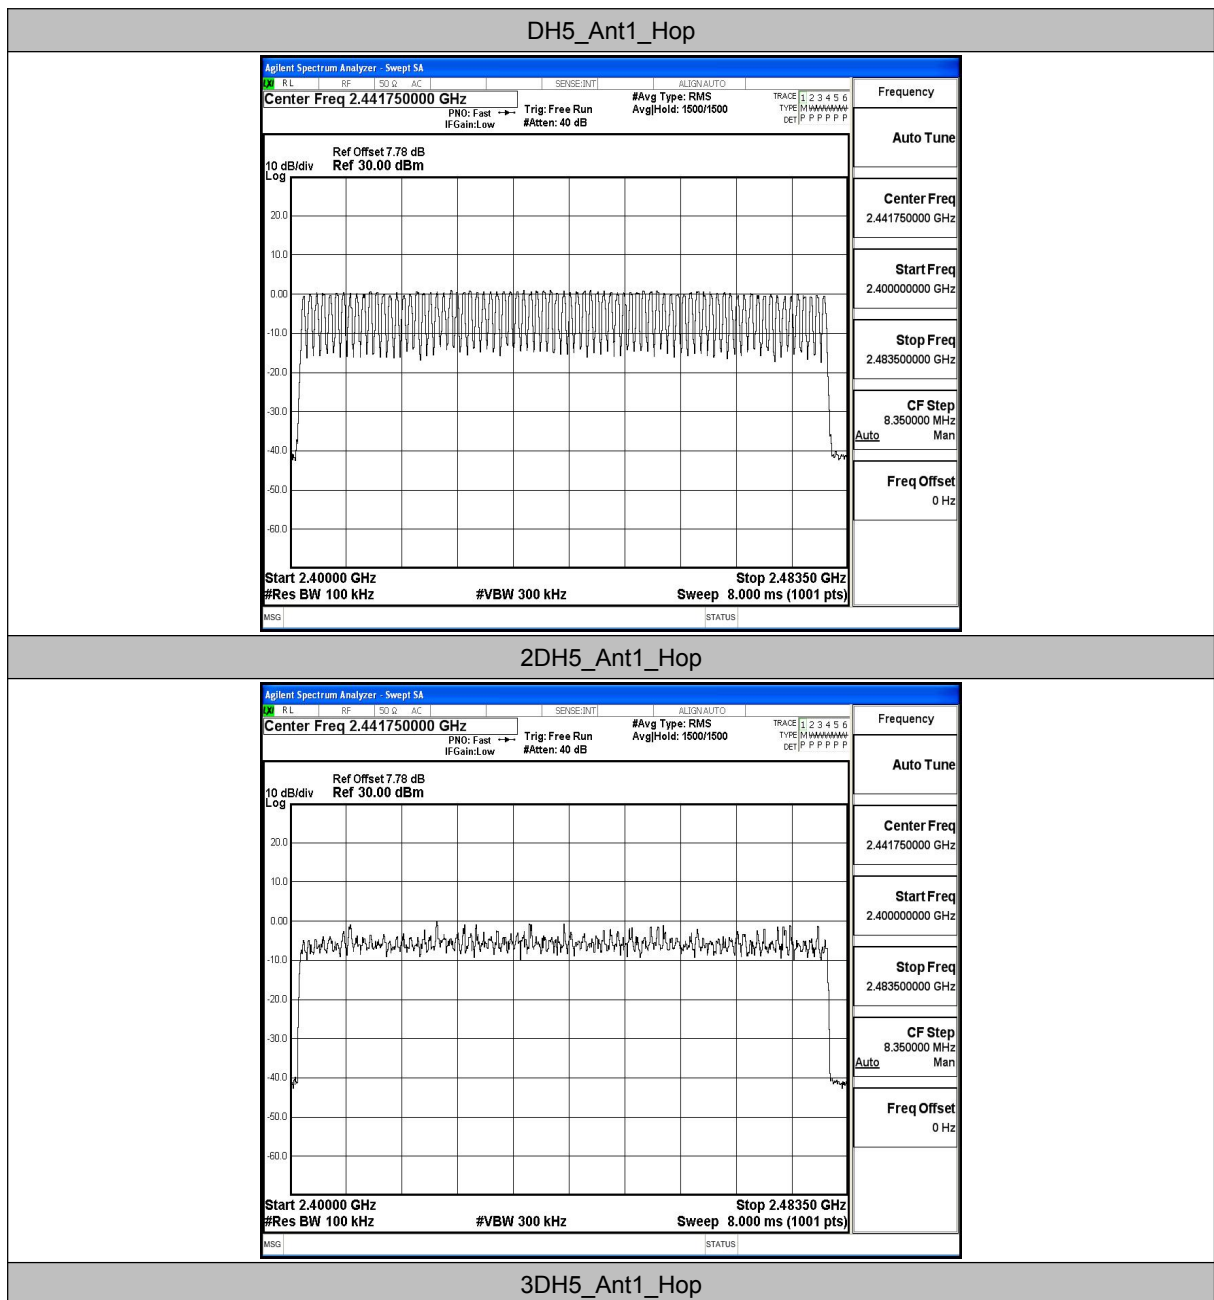 DH5_Ant1_Hop
Agilent Spectrum Analyzer - Swept SA
RL RF 50 Ω AC SENSE:INT ALIGNAUTO
Center Freq 2.441750000 GHz
PNO: Fast
IFGain:Low
Trig: Free Run
#Atten: 40 dB
#Avg Type: RMS
Avg|Hold: 1500/1500
TRACE 1 2 3 4 5 6
TYPE M
DET P P P P P P
Ref Offset 7.78 dB
10 dB/div Ref 30.00 dBm
Log
20.0
10.0
0.00
-10.0
-20.0
-30.0
-40.0
-50.0
-60.0
Start 2.40000 GHz Stop 2.48350 GHz
#Res BW 100 kHz #VBW 300 kHz Sweep 8.000 ms (1001 pts)
MSG STATUS
Frequency
Auto Tune
Center Freq
2.441750000 GHz
Start Freq
2.400000000 GHz
Stop Freq
2.483500000 GHz
CF Step
8.350000 MHz
Auto Man
Freq Offset
0 Hz
2DH5_Ant1_Hop
Agilent Spectrum Analyzer - Swept SA
RL RF 50 Ω AC SENSE:INT ALIGNAUTO
Center Freq 2.441750000 GHz
PNO: Fast
IFGain:Low
Trig: Free Run
#Atten: 40 dB
#Avg Type: RMS
Avg|Hold: 1500/1500
TRACE 1 2 3 4 5 6
TYPE M
DET P P P P P P
Ref Offset 7.78 dB
10 dB/div Ref 30.00 dBm
Log
20.0
10.0
0.00
-10.0
-20.0
-30.0
-40.0
-50.0
-60.0
Start 2.40000 GHz Stop 2.48350 GHz
#Res BW 100 kHz #VBW 300 kHz Sweep 8.000 ms (1001 pts)
MSG STATUS
Frequency
Auto Tune
Center Freq
2.441750000 GHz
Start Freq
2.400000000 GHz
Stop Freq
2.483500000 GHz
CF Step
8.350000 MHz
Auto Man
Freq Offset
0 Hz
3DH5_Ant1_Hop